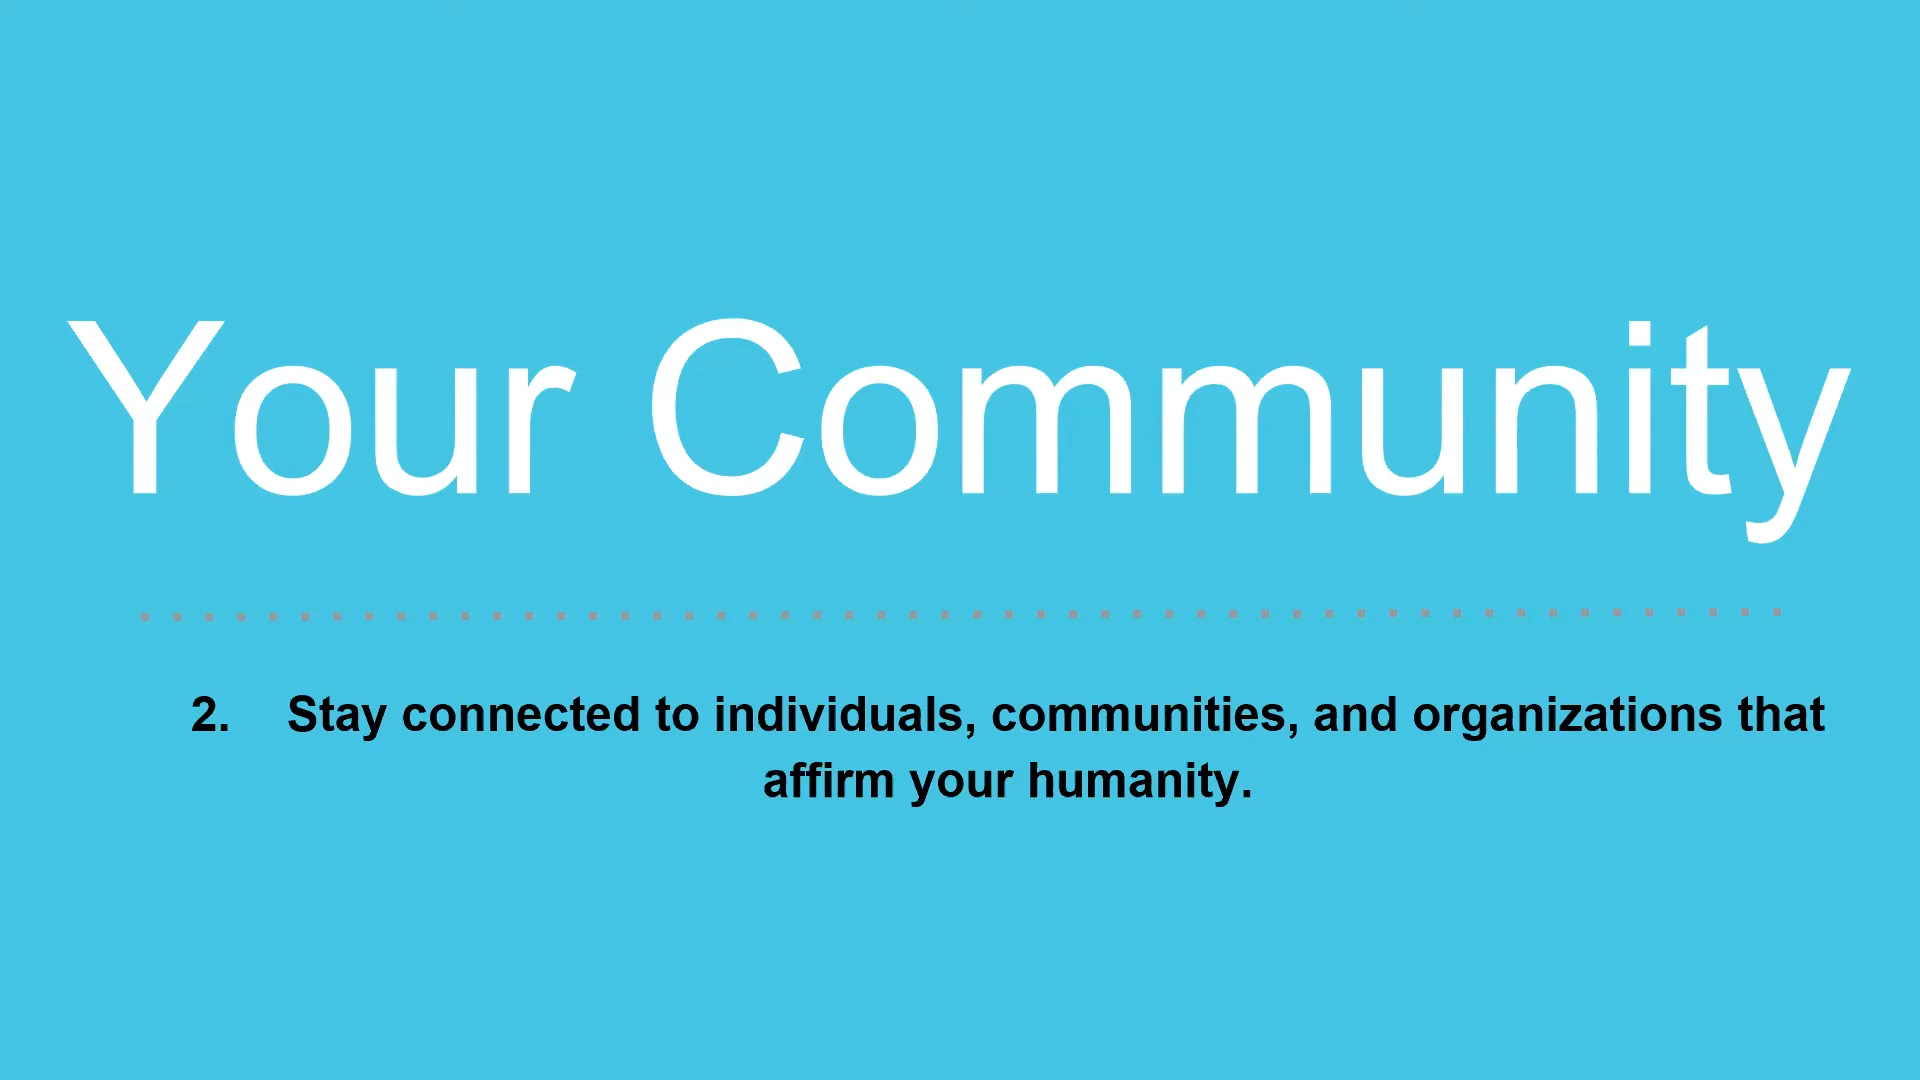 Your Community
2. Stay connected to individuals, communities, and organizations that
affirm your humanity.